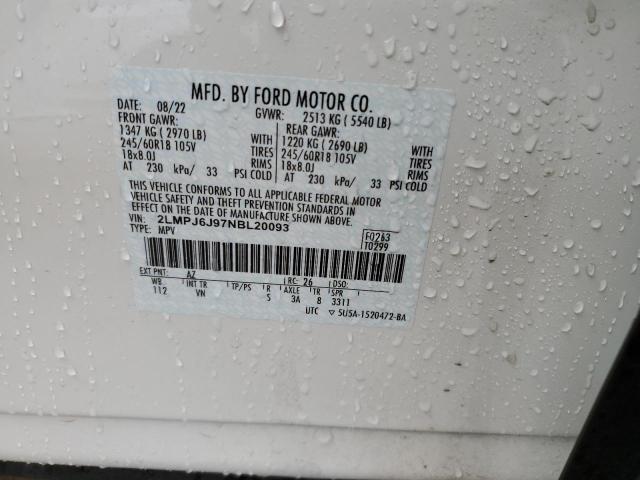 MFD. BY FORD MOTOR CO.
DATE: 08/22 GVWR: 2513 KG ( 5540 LB)
FRONT GAWR: REAR GAWR:
1347 KG ( 2970 LB) WITH 1220 KG ( 2690 LB) WITH
245/60R18 105V TIRES 245/60R18 105V TIRES
18x8.0J RIMS 18x8.0J RIMS
AT 230 kPa/ 33 PSI COLD AT 230 kPa/ 33 PSI COLD
THIS VEHICLE CONFORMS TO ALL APPLICABLE FEDERAL MOTOR
VEHICLE SAFETY AND THEFT PREVENTION STANDARDS IN
EFFECT ON THE DATE OF MANUFACTURE SHOWN ABOVE.
VIN: 2LMPJ6J97NBL20093 F0263
TYPE: MPV T0299
EXT PNT: AZ RC: 26 DSO:
WB INT TR TP/PS R AXLE TR SPR
112 VN S 3A 8 3311
UTC ▽ 5U5A-1520472-BA